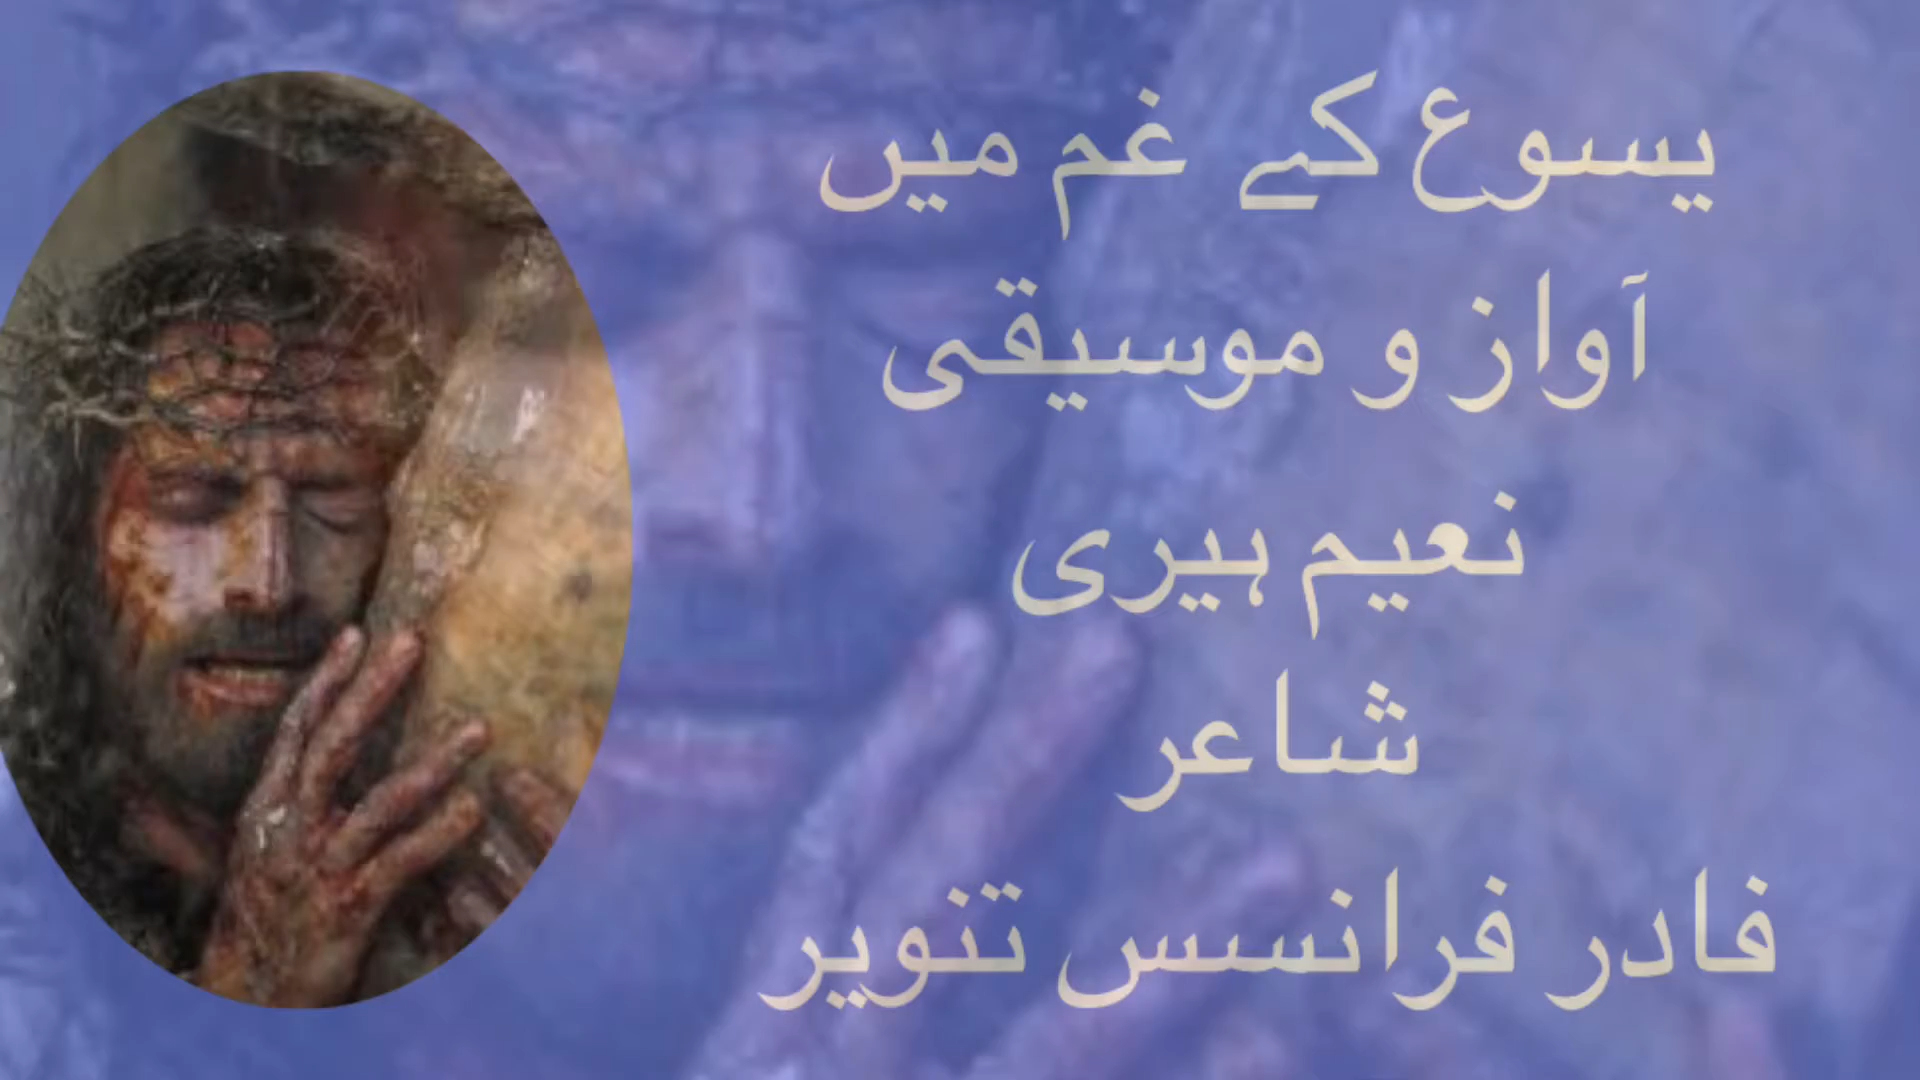 یسوع کے غم میں
آواز و موسیقی
نعیم ہیری
شاعر
فادر فرانسس تنویر